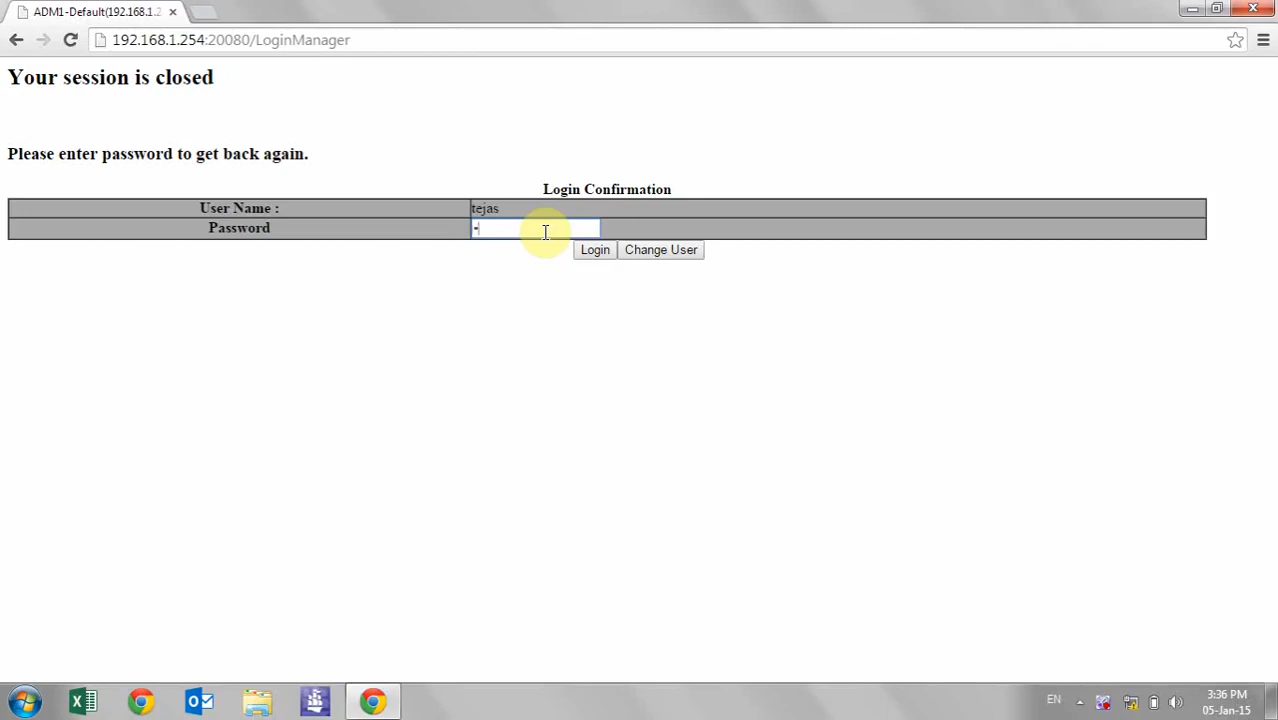 ADM1-Default(192.168.1.2
192.168.1.254:20080/LoginManager
Your session is closed
Please enter password to get back again.
Login Confirmation
User Name : tejas
Password
Login Change User
EN
3:36 PM
05-Jan-15